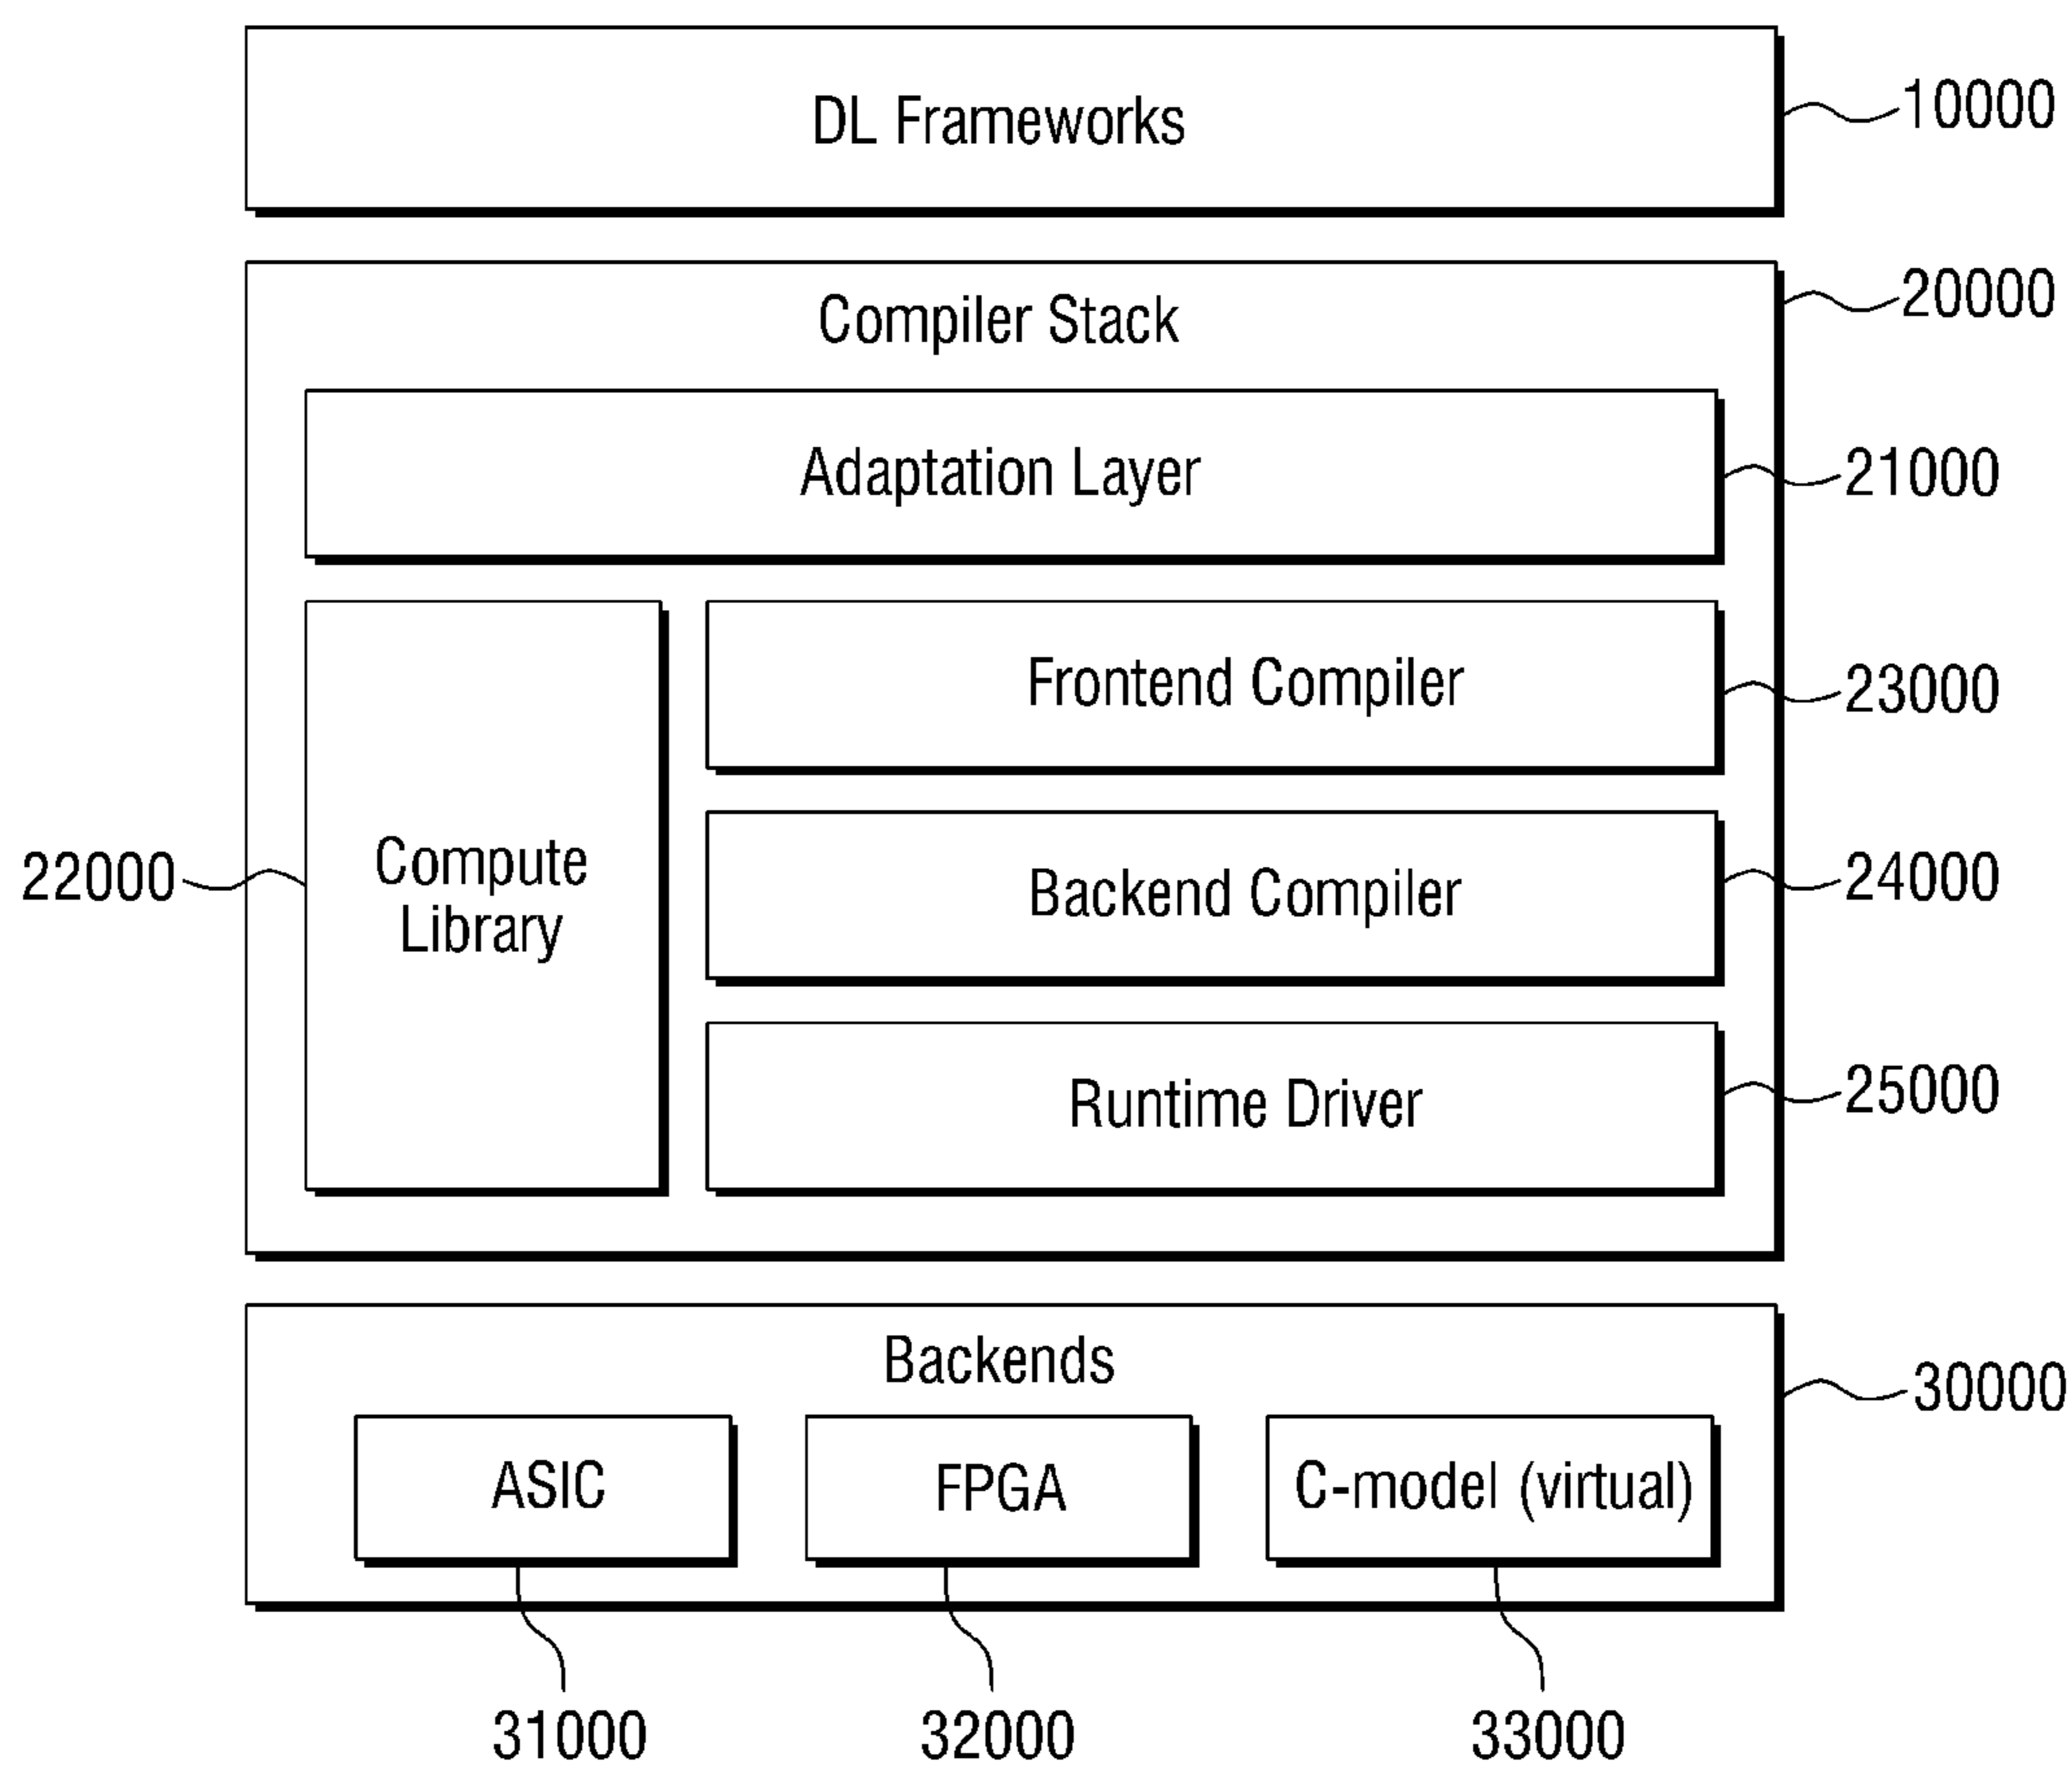 DL Frameworks
10000
Compiler Stack
20000
Adaptation Layer
21000
Compute
Library
22000
Frontend Compiler
23000
Backend Compiler
24000
Runtime Driver
25000
Backends
30000
ASIC
FPGA
C-model (virtual)
31000
32000
33000